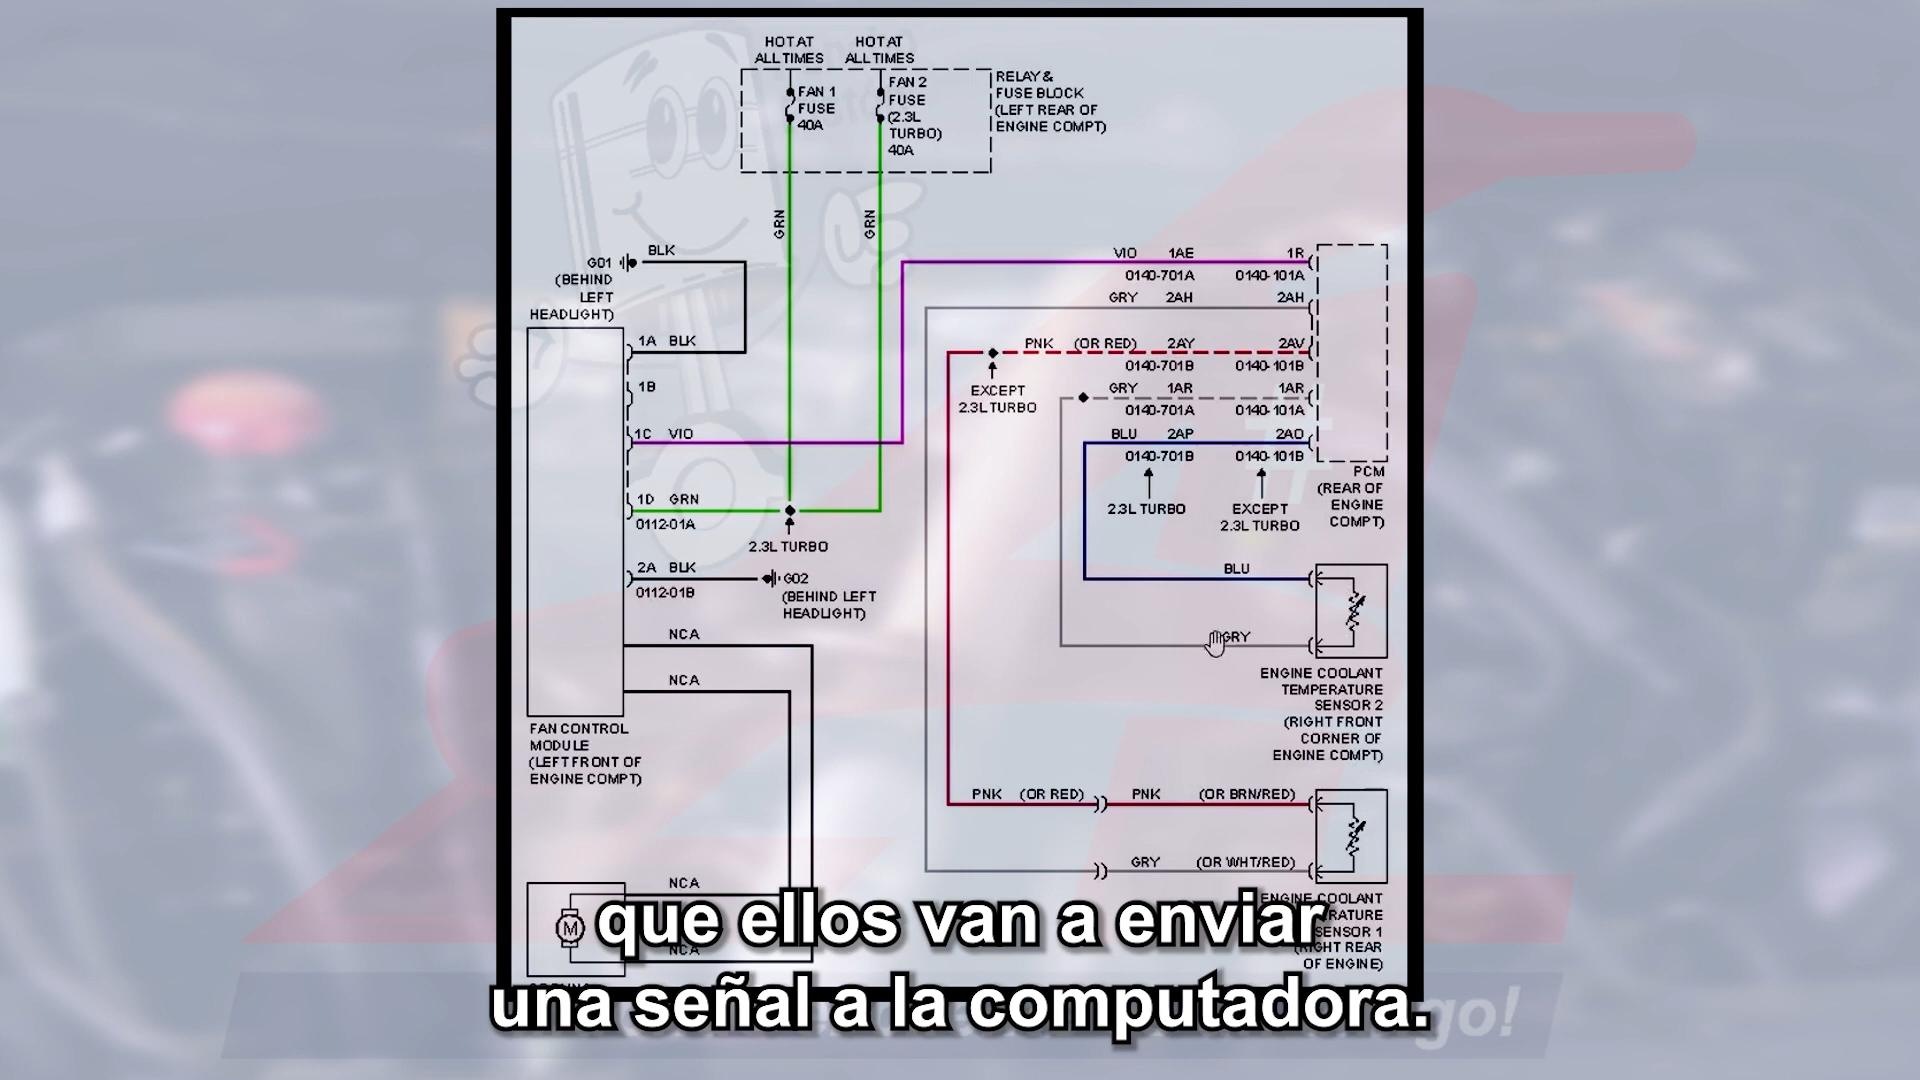 HOT AT
ALL TIMES
HOT AT
ALL TIMES
FAN 1
FUSE
40A
FAN 2
FUSE
(2.3L
TURBO)
40A
RELAY &
FUSE BLOCK
(LEFT REAR OF
ENGINE COMPT)
GRN
GRN
BLK
G01
(BEHIND
LEFT
HEADLIGHT)
1A BLK
1B
1C VIO
1D GRN
0112-01A
2.3L TURBO
2A BLK
0112-01B
G02
(BEHIND LEFT
HEADLIGHT)
NCA
NCA
FAN CONTROL
MODULE
(LEFT FRONT OF
ENGINE COMPT)
NCA
M
NCA
VIO 1AE 1R
0140-701A 0140-101A
GRY 2AH 2AH
PNK (OR RED) 2AY 2AV
0140-701B 0140-101B
EXCEPT
2.3L TURBO
GRY 1AR 1AR
0140-701A 0140-101A
BLU 2AP 2AO
0140-701B 0140-101B
2.3L TURBO
EXCEPT
2.3L TURBO
PCM
(REAR OF
ENGINE
COMPT)
BLU
GRY
ENGINE COOLANT
TEMPERATURE
SENSOR 2
(RIGHT FRONT
CORNER OF
ENGINE COMPT)
PNK (OR RED) PNK (OR BRN/RED)
GRY (OR WHT/RED)
ENGINE COOLANT
SENSOR 1
(RIGHT REAR
OF ENGINE)
que ellos van a enviar
una señal a la computadora.
go!